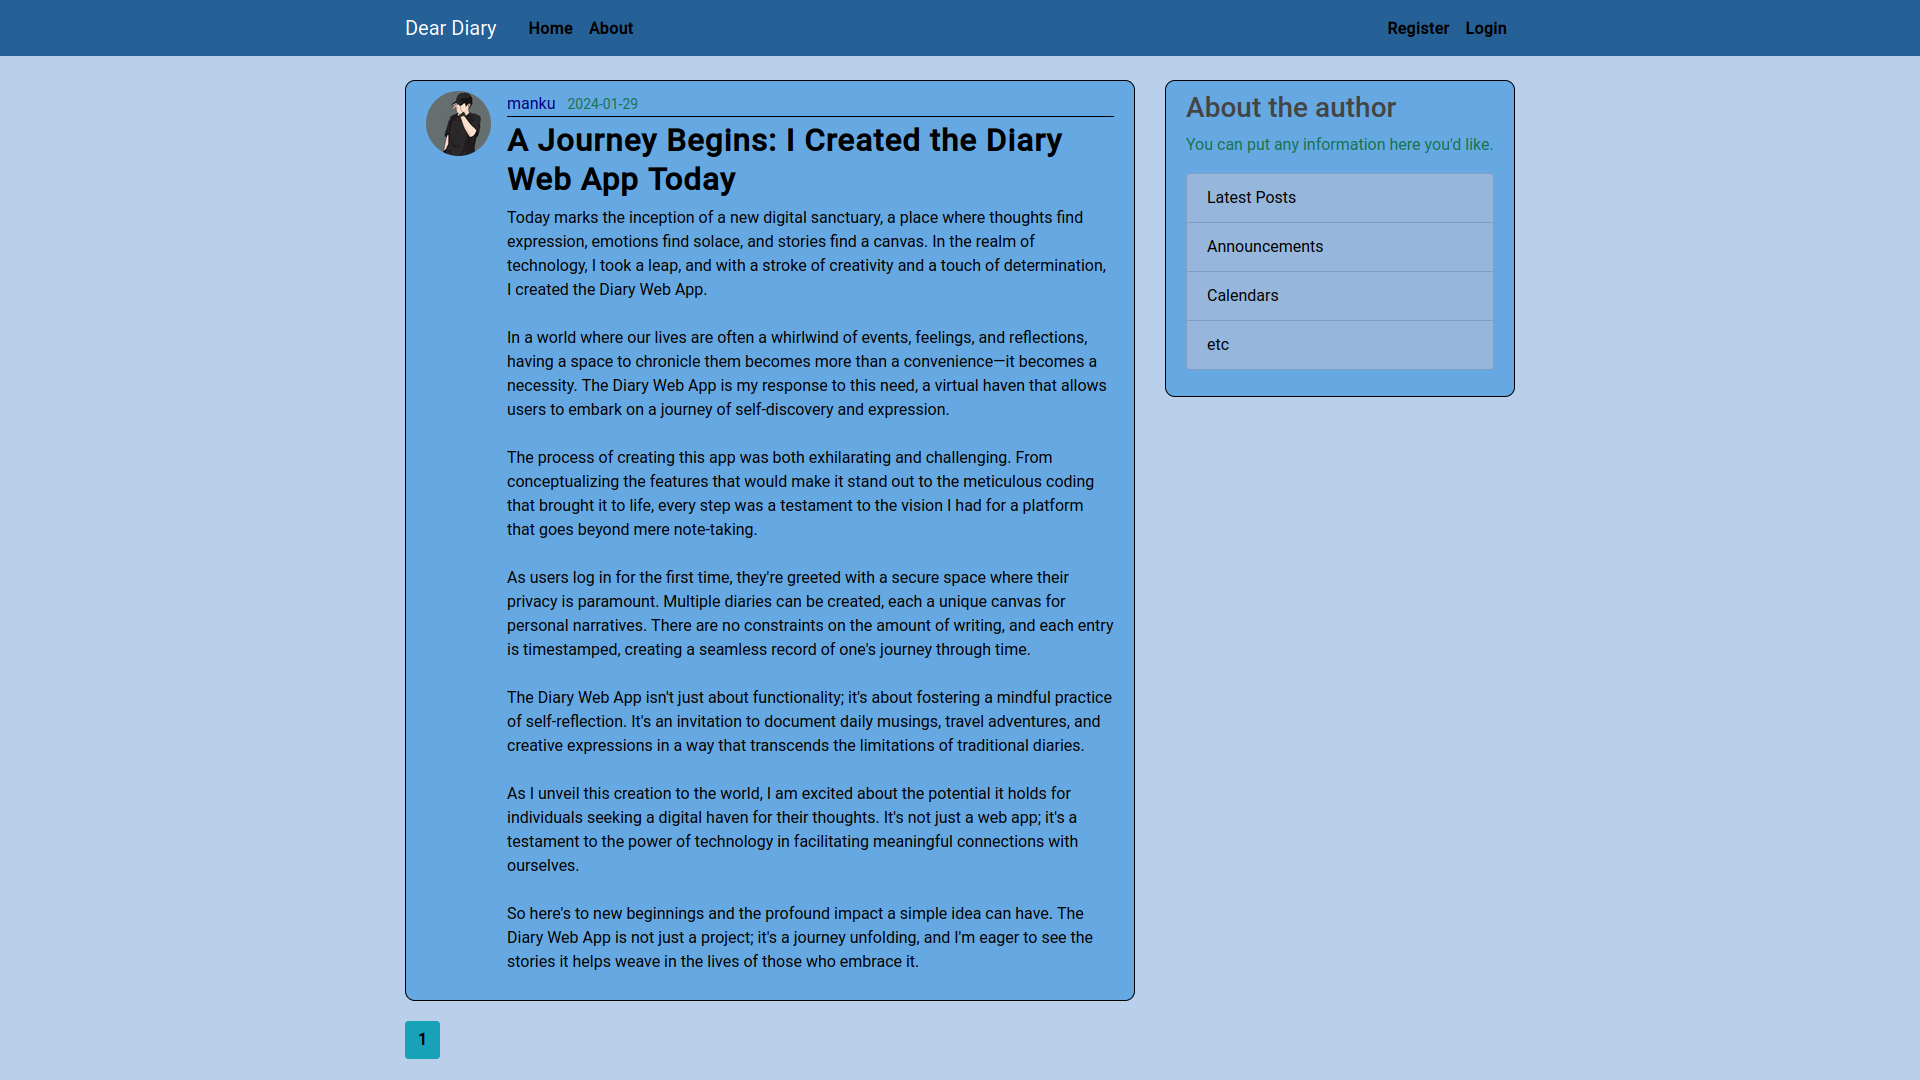 Dear Diary
Home
About
Register
Login
manku 2024-01-29
A Journey Begins: I Created the Diary
Web App Today
Today marks the inception of a new digital sanctuary, a place where thoughts find
expression, emotions find solace, and stories find a canvas. In the realm of
technology, I took a leap, and with a stroke of creativity and a touch of determination,
I created the Diary Web App.
In a world where our lives are often a whirlwind of events, feelings, and reflections,
having a space to chronicle them becomes more than a convenience—it becomes a
necessity. The Diary Web App is my response to this need, a virtual haven that allows
users to embark on a journey of self-discovery and expression.
The process of creating this app was both exhilarating and challenging. From
conceptualizing the features that would make it stand out to the meticulous coding
that brought it to life, every step was a testament to the vision I had for a platform
that goes beyond mere note-taking.
As users log in for the first time, they're greeted with a secure space where their
privacy is paramount. Multiple diaries can be created, each a unique canvas for
personal narratives. There are no constraints on the amount of writing, and each entry
is timestamped, creating a seamless record of one's journey through time.
The Diary Web App isn't just about functionality; it's about fostering a mindful practice
of self-reflection. It's an invitation to document daily musings, travel adventures, and
creative expressions in a way that transcends the limitations of traditional diaries.
As I unveil this creation to the world, I am excited about the potential it holds for
individuals seeking a digital haven for their thoughts. It's not just a web app; it's a
testament to the power of technology in facilitating meaningful connections with
ourselves.
So here's to new beginnings and the profound impact a simple idea can have. The
Diary Web App is not just a project; it's a journey unfolding, and I'm eager to see the
stories it helps weave in the lives of those who embrace it.
1
About the author
You can put any information here you'd like.
Latest Posts
Announcements
Calendars
etc